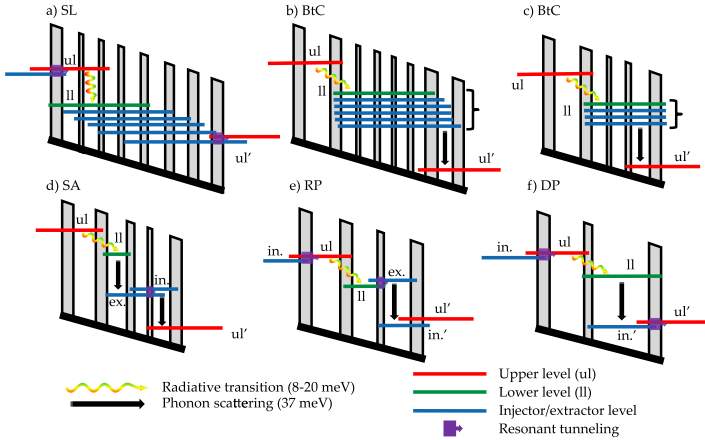 a) SL
b) BtC
c) BtC
ul
ll
ul′
ul
ll
ul′
ul
ll
ul′
d) SA
e) RP
f) DP
ul
ll
in.
ex.
ul′
in.
ul
ex.
ll
ul′
in.′
in.
ul
ll
ul′
in.′
Radiative transition (8-20 meV)
Phonon scattering (37 meV)
Upper level (ul)
Lower level (ll)
Injector/extractor level
Resonant tunneling